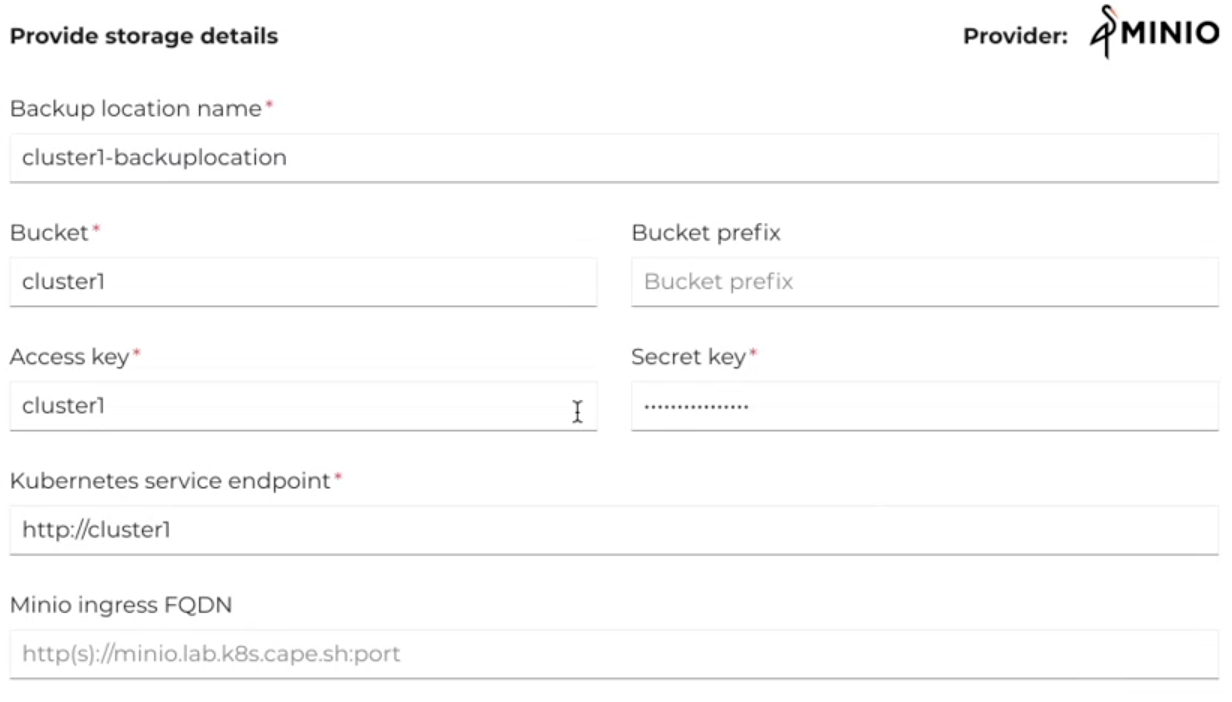 Provide storage details Provider: MINIO
Backup location name*
cluster1-backuplocation
Bucket* Bucket prefix
cluster1 Bucket prefix
Access key* Secret key*
cluster1 ................
Kubernetes service endpoint*
http://cluster1
Minio ingress FQDN
http(s)://minio.lab.k8s.cape.sh:port